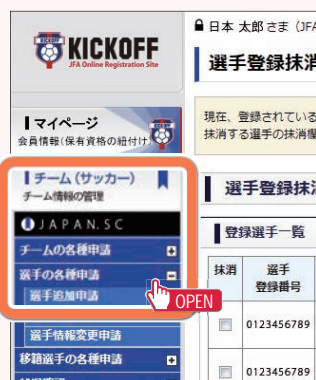 KICKOFF
JFA Online Registration Site
マイページ
会員情報(保有資格の紐付け)
チーム(サッカー)
チーム情報の管理
JAPAN.SC
チームの各種申請
選手の各種申請
選手追加申請
OPEN
選手情報変更申請
移籍選手の各種申請
日本 太郎さま (JFA
選手登録抹消
現在、登録されている
抹消する選手の抹消欄
選手登録抹消
登録選手一覧
抹消
選手
登録番号
0123456789
0123456789